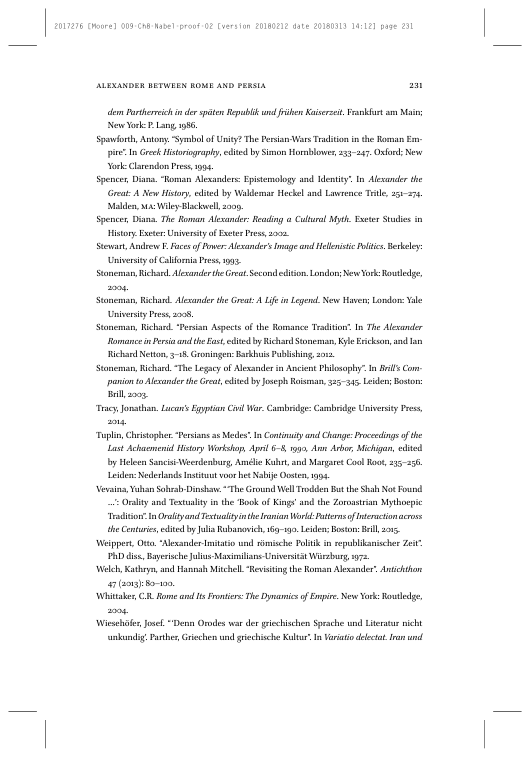 2017276 [Moore] 009-Ch8-Nabel-proof-02 [version 20180212 date 20180313 14:12] page 231
ALEXANDER BETWEEN ROME AND PERSIA 231
dem Partherreich in der späten Republik und frühen Kaiserzeit. Frankfurt am Main;
New York: P. Lang, 1986.
Spawforth, Antony. “Symbol of Unity? The Persian-Wars Tradition in the Roman Em-
pire”. In Greek Historiography, edited by Simon Hornblower, 233–247. Oxford; New
York: Clarendon Press, 1994.
Spencer, Diana. “Roman Alexanders: Epistemology and Identity”. In Alexander the
Great: A New History, edited by Waldemar Heckel and Lawrence Tritle, 251–274.
Malden, MA: Wiley-Blackwell, 2009.
Spencer, Diana. The Roman Alexander: Reading a Cultural Myth. Exeter Studies in
History. Exeter: University of Exeter Press, 2002.
Stewart, Andrew F. Faces of Power: Alexander’s Image and Hellenistic Politics. Berkeley:
University of California Press, 1993.
Stoneman, Richard. Alexander the Great. Second edition. London; New York: Routledge,
2004.
Stoneman, Richard. Alexander the Great: A Life in Legend. New Haven; London: Yale
University Press, 2008.
Stoneman, Richard. “Persian Aspects of the Romance Tradition”. In The Alexander
Romance in Persia and the East, edited by Richard Stoneman, Kyle Erickson, and Ian
Richard Netton, 3–18. Groningen: Barkhuis Publishing, 2012.
Stoneman, Richard. “The Legacy of Alexander in Ancient Philosophy”. In Brill’s Com-
panion to Alexander the Great, edited by Joseph Roisman, 325–345. Leiden; Boston:
Brill, 2003.
Tracy, Jonathan. Lucan’s Egyptian Civil War. Cambridge: Cambridge University Press,
2014.
Tuplin, Christopher. “Persians as Medes”. In Continuity and Change: Proceedings of the
Last Achaemenid History Workshop, April 6–8, 1990, Ann Arbor, Michigan, edited
by Heleen Sancisi-Weerdenburg, Amélie Kuhrt, and Margaret Cool Root, 235–256.
Leiden: Nederlands Instituut voor het Nabije Oosten, 1994.
Vevaina, Yuhan Sohrab-Dinshaw. “‘The Ground Well Trodden But the Shah Not Found
...’: Orality and Textuality in the ‘Book of Kings’ and the Zoroastrian Mythoepic
Tradition”. In Orality and Textuality in the Iranian World: Patterns of Interaction across
the Centuries, edited by Julia Rubanovich, 169–190. Leiden; Boston: Brill, 2015.
Weippert, Otto. “Alexander-Imitatio und römische Politik in republikanischer Zeit”.
PhD diss., Bayerische Julius-Maximilians-Universität Würzburg, 1972.
Welch, Kathryn, and Hannah Mitchell. “Revisiting the Roman Alexander”. Antichthon
47 (2013): 80–100.
Whittaker, C.R. Rome and Its Frontiers: The Dynamics of Empire. New York: Routledge,
2004.
Wiesehöfer, Josef. “‘Denn Orodes war der griechischen Sprache und Literatur nicht
unkundig’. Parther, Griechen und griechische Kultur”. In Variatio delectat. Iran und